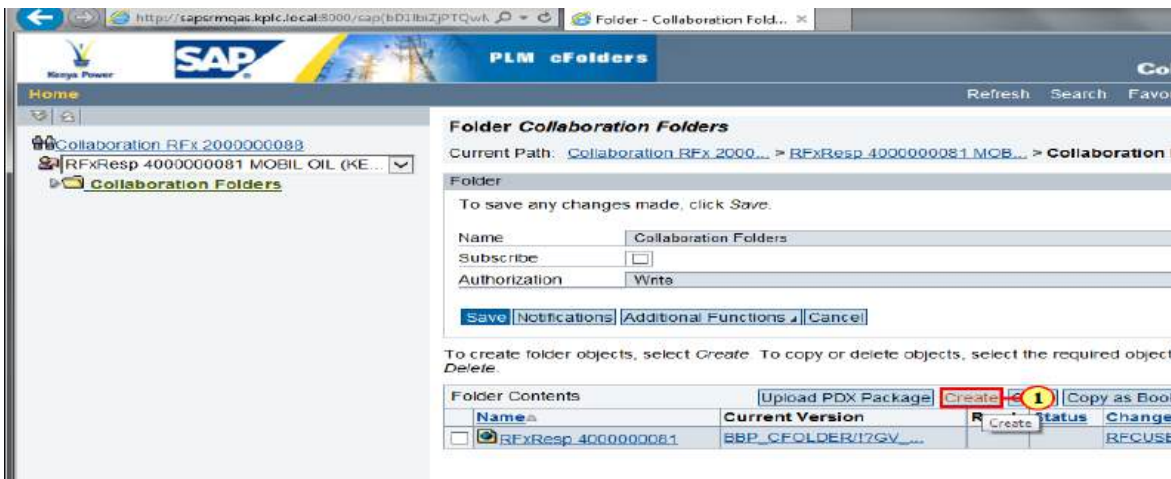 http://sapsrmqas.kplc.local:8000/sap(bD1lbiZjPTQwk
Folder - Collaboration Fold...
Kenya Power
SAP
PLM cFolders
Col
Home
Refresh Search Favor
Collaboration RFx 2000000088
RFxResp 4000000081 MOBIL OIL (KE...
Collaboration Folders
Folder Collaboration Folders
Current Path: Collaboration RFx 2000... > RFxResp 4000000081 MOB... > Collaboration
Folder
To save any changes made, click Save.
Name Collaboration Folders
Subscribe
Authorization Write
Save Notifications Additional Functions Cancel
To create folder objects, select Create. To copy or delete objects, select the required object
Delete.
Folder Contents Upload PDX Package Create 1 Copy as Boo
Name Current Version Status Change
Create
RFxResp 4000000081 BBP_CFOLDER/!?GV_... RFCUSE